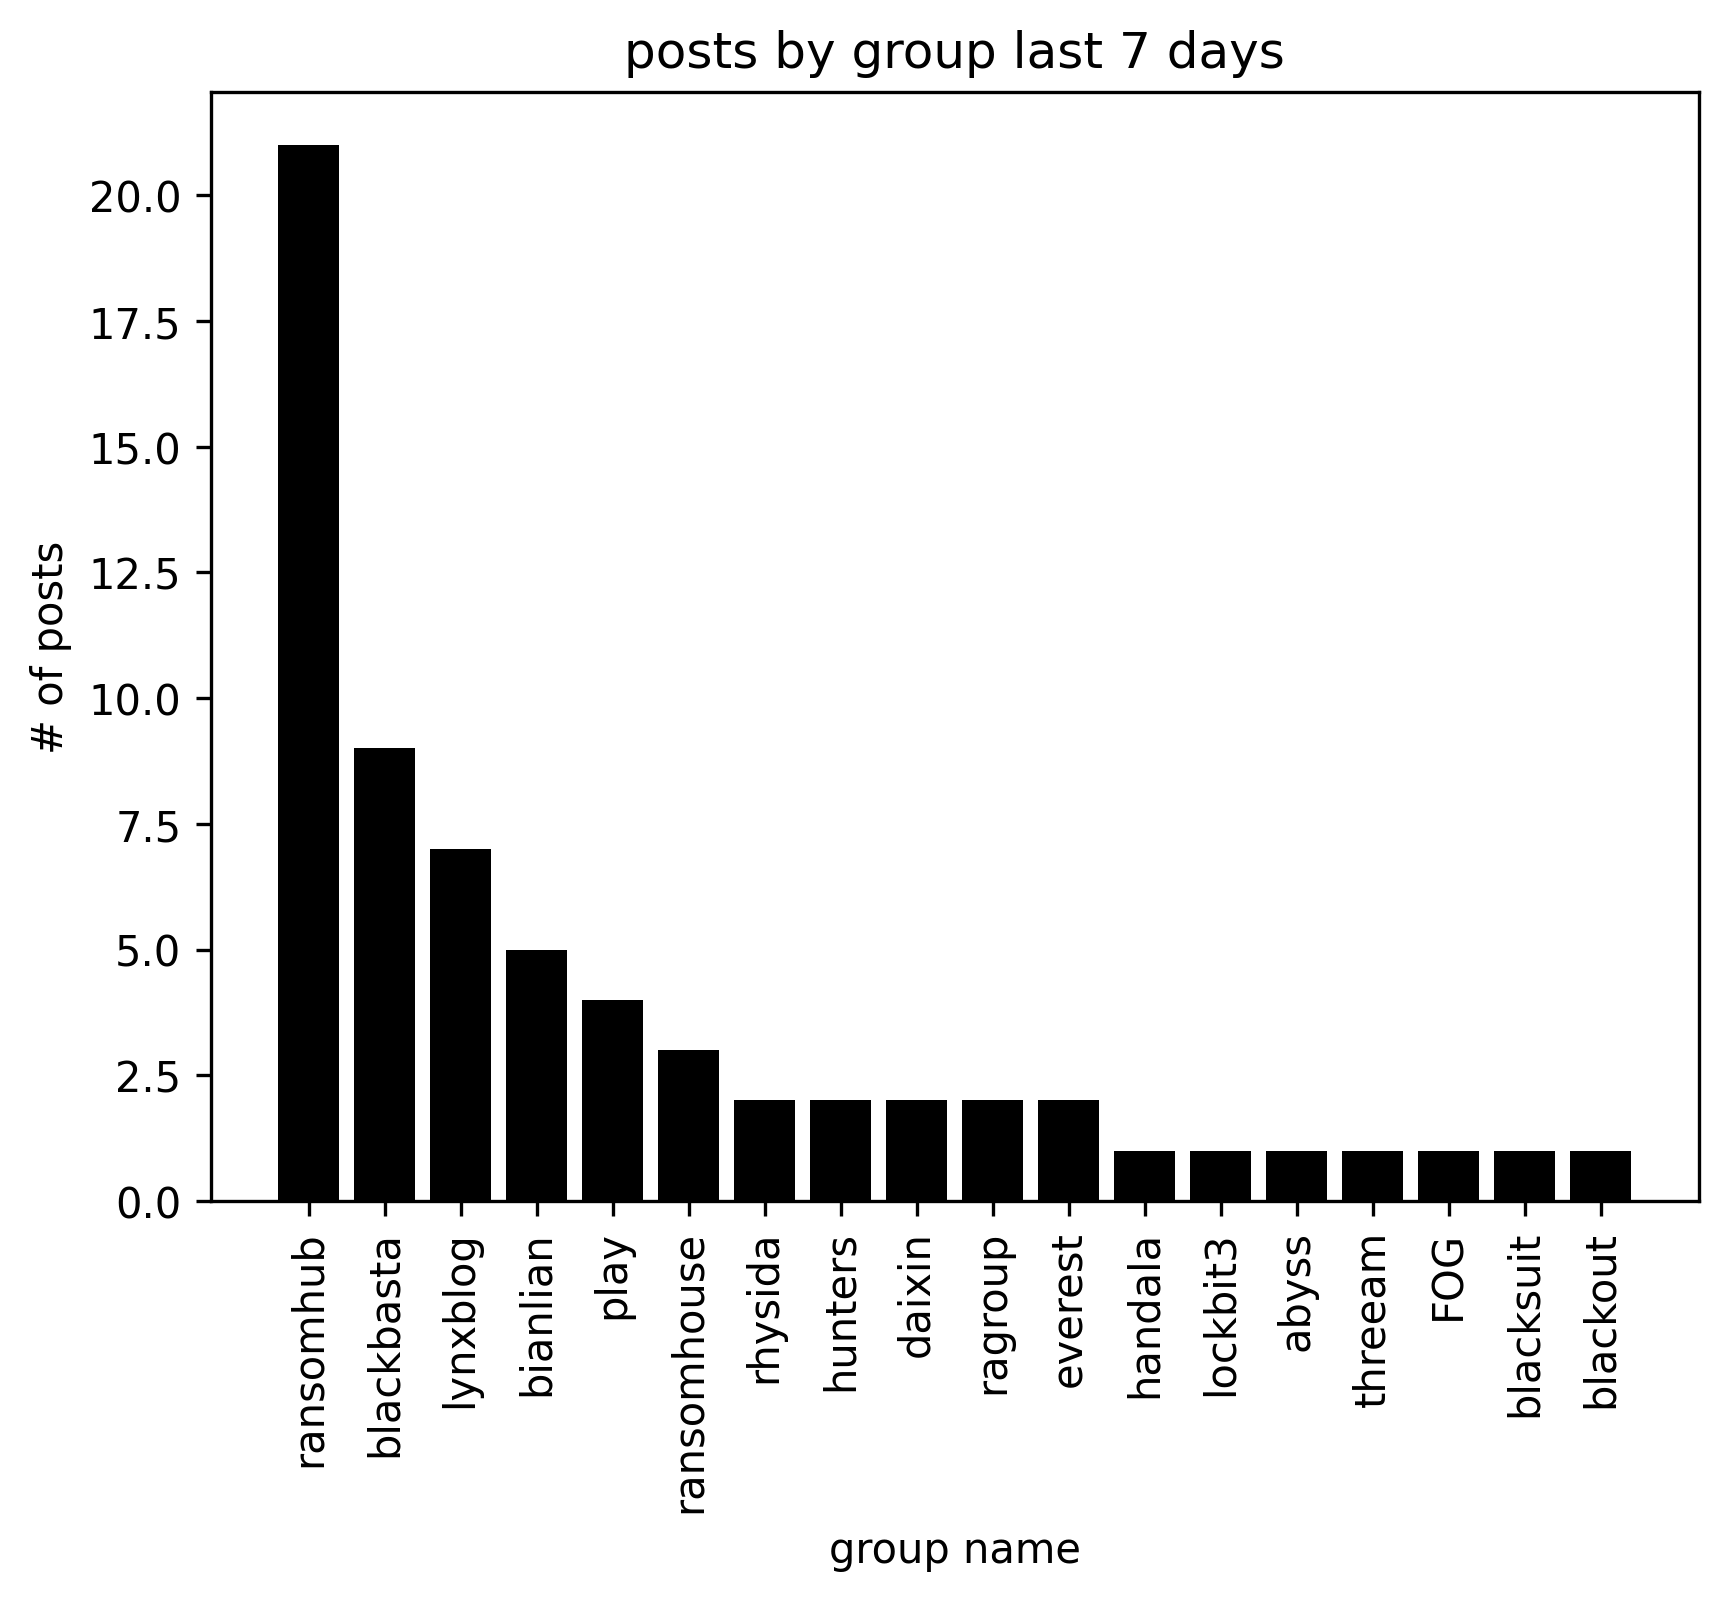 posts by group last 7 days
# of posts
20.0
17.5
15.0
12.5
10.0
7.5
5.0
2.5
0.0
ransomhub
blackbasta
lynxblog
bianlian
play
ransomhouse
rhysida
hunters
daixin
ragroup
everest
handala
lockbit3
abyss
threeam
FOG
blacksuit
blackout
group name